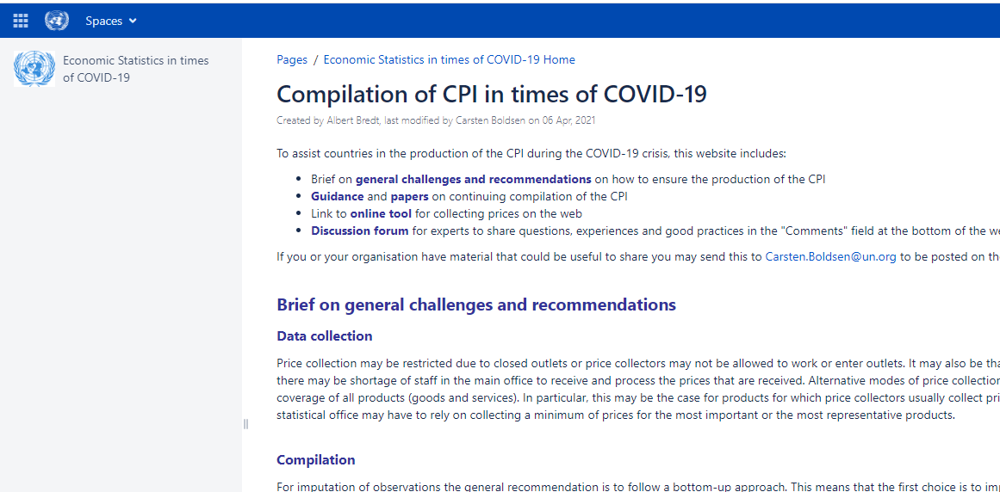 Spaces
Economic Statistics in times
of COVID-19
Pages / Economic Statistics in times of COVID-19 Home
Compilation of CPI in times of COVID-19
Created by Albert Bredt, last modified by Carsten Boldsen on 06 Apr, 2021
To assist countries in the production of the CPI during the COVID-19 crisis, this website includes:
• Brief on general challenges and recommendations on how to ensure the production of the CPI
• Guidance and papers on continuing compilation of the CPI
• Link to online tool for collecting prices on the web
• Discussion forum for experts to share questions, experiences and good practices in the "Comments" field at the bottom of the
If you or your organisation have material that could be useful to share you may send this to Carsten.Boldsen@un.org to be posted on
Brief on general challenges and recommendations
Data collection
Price collection may be restricted due to closed outlets or price collectors may not be allowed to work or enter outlets. It may also be
there may be shortage of staff in the main office to receive and process the prices that are received. Alternative modes of price collection
coverage of all products (goods and services). In particular, this may be the case for products for which price collectors usually collect
statistical office may have to rely on collecting a minimum of prices for the most important or the most representative products.
Compilation
For imputation of observations the general recommendation is to follow a bottom-up approach. This means that the first choice is to